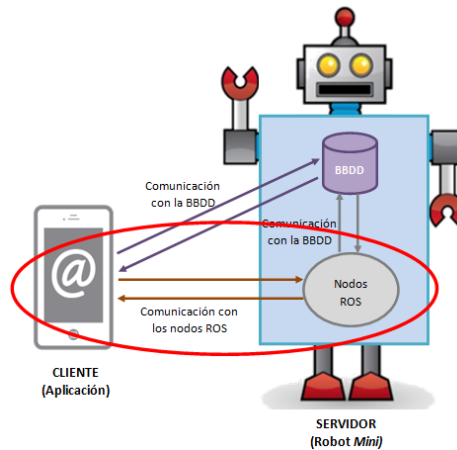 BBDD
Comunicación
con la BBDD
Comunicación
con la BBDD
@
Nodos
ROS
Comunicación con
los nodos ROS
CLIENTE
(Aplicación)
SERVIDOR
(Robot Mini)